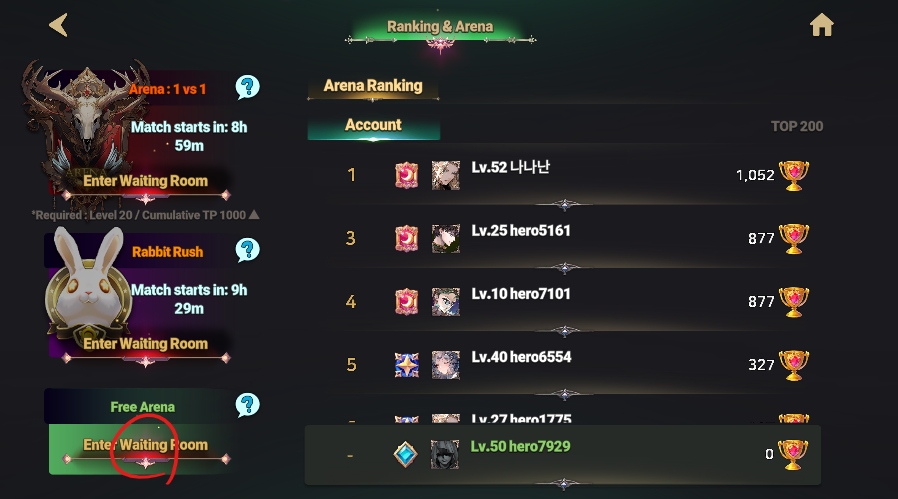 Ranking & Arena
Arena : 1 vs 1
Match starts in: 8h
59m
Enter Waiting Room
*Required : Level 20 / Cumulative TP 1000 ▲
Rabbit Rush
Match starts in: 9h
29m
Enter Waiting Room
Free Arena
Enter Waiting Room
Arena Ranking
Account
TOP 200
1 Lv.52 나나난 1,052
3 Lv.25 hero5161 877
4 Lv.10 hero7101 877
5 Lv.40 hero6554 327
Lv.27 hero1775
- Lv.50 hero7929 0